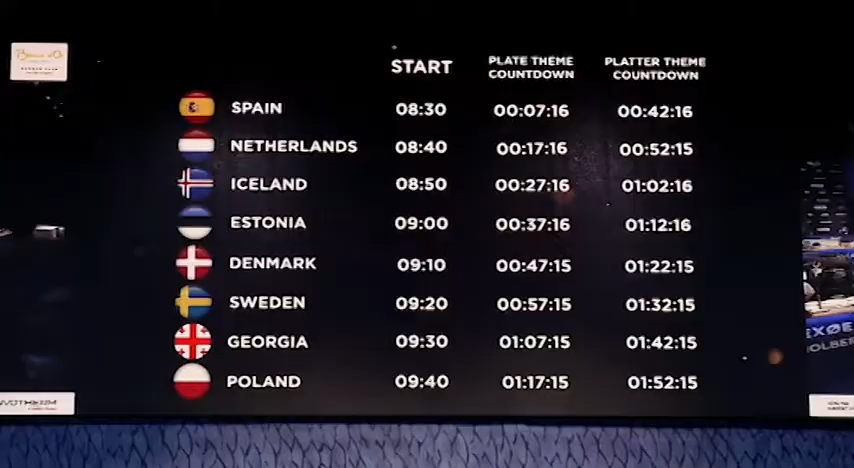 START PLATE THEME COUNTDOWN PLATTER THEME COUNTDOWN
SPAIN 08:30 00:07:16 00:42:16
NETHERLANDS 08:40 00:17:16 00:52:15
ICELAND 08:50 00:27:16 01:02:16
ESTONIA 09:00 00:37:16 01:12:16
DENMARK 09:10 00:47:15 01:22:15
SWEDEN 09:20 00:57:15 01:32:15
GEORGIA 09:30 01:07:15 01:42:15
POLAND 09:40 01:17:15 01:52:15